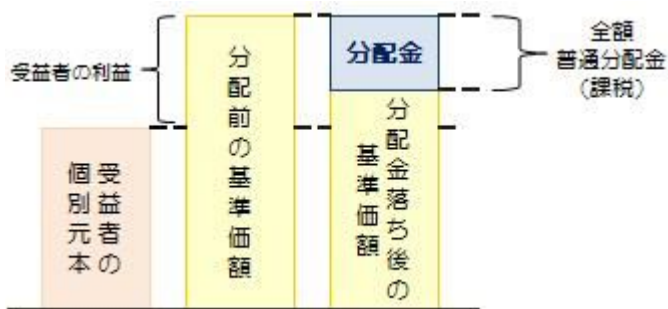 受益者の利益
受益者の
個別元本
分配前の基準価額
分配金
分配金落ち後の
基準価額
全額
普通分配金
(課税)